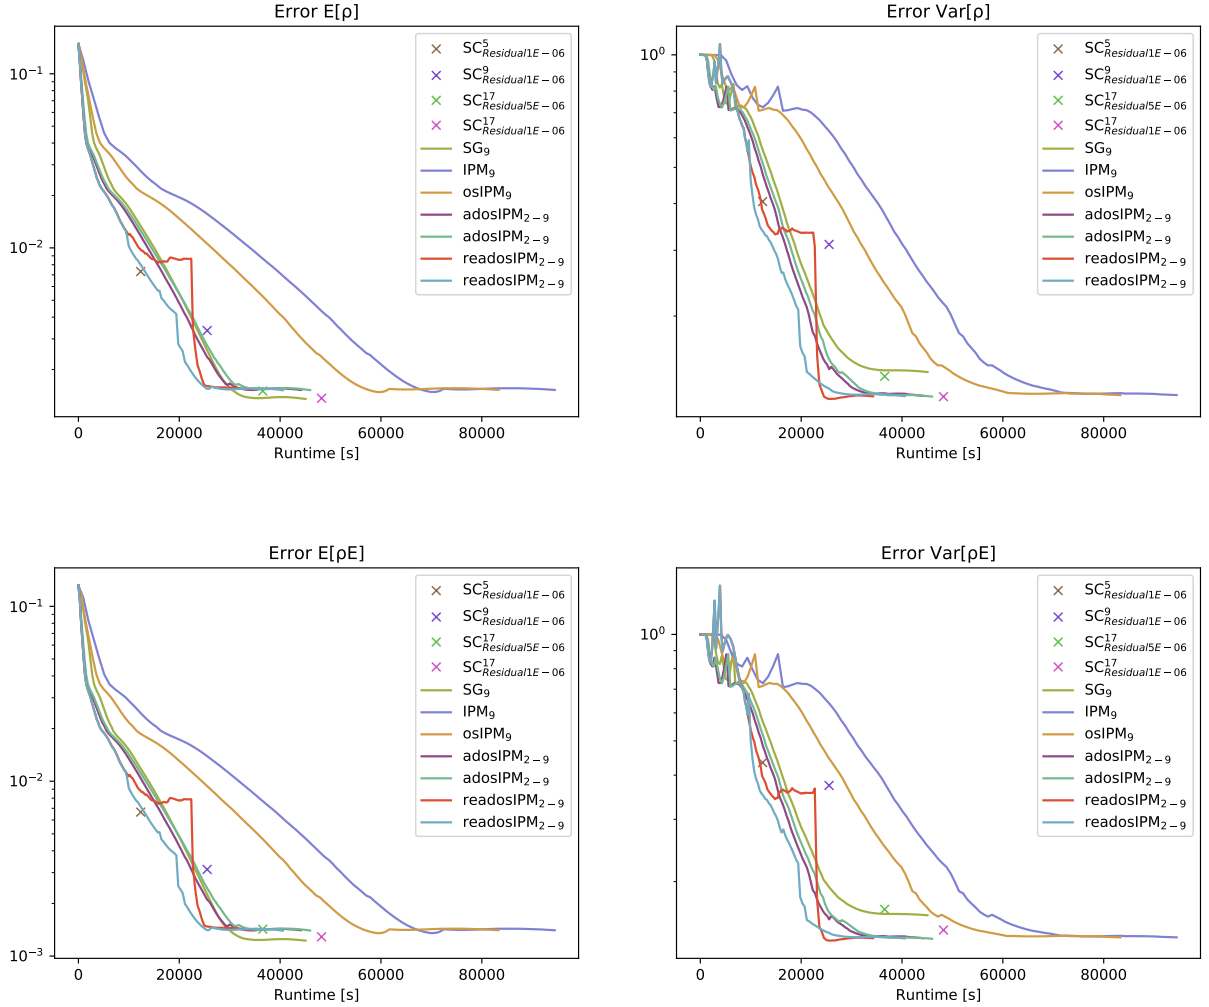 Error E[ρ]
10⁻¹
10⁻²
0
20000
40000
60000
80000
Runtime [s]
SC⁵Residual1E−06
SC⁹Residual1E−06
SC¹⁷Residual5E−06
SC¹⁷Residual1E−06
SG₉
IPM₉
osIPM₉
adosIPM₂₋₉
adosIPM₂₋₉
readosIPM₂₋₉
readosIPM₂₋₉
Error Var[ρ]
10⁰
0
20000
40000
60000
80000
Runtime [s]
SC⁵Residual1E−06
SC⁹Residual1E−06
SC¹⁷Residual5E−06
SC¹⁷Residual1E−06
SG₉
IPM₉
osIPM₉
adosIPM₂₋₉
adosIPM₂₋₉
readosIPM₂₋₉
readosIPM₂₋₉
Error E[ρE]
10⁻¹
10⁻²
10⁻³
0
20000
40000
60000
80000
Runtime [s]
SC⁵Residual1E−06
SC⁹Residual1E−06
SC¹⁷Residual5E−06
SC¹⁷Residual1E−06
SG₉
IPM₉
osIPM₉
adosIPM₂₋₉
adosIPM₂₋₉
readosIPM₂₋₉
readosIPM₂₋₉
Error Var[ρE]
10⁰
0
20000
40000
60000
80000
Runtime [s]
SC⁵Residual1E−06
SC⁹Residual1E−06
SC¹⁷Residual5E−06
SC¹⁷Residual1E−06
SG₉
IPM₉
osIPM₉
adosIPM₂₋₉
adosIPM₂₋₉
readosIPM₂₋₉
readosIPM₂₋₉